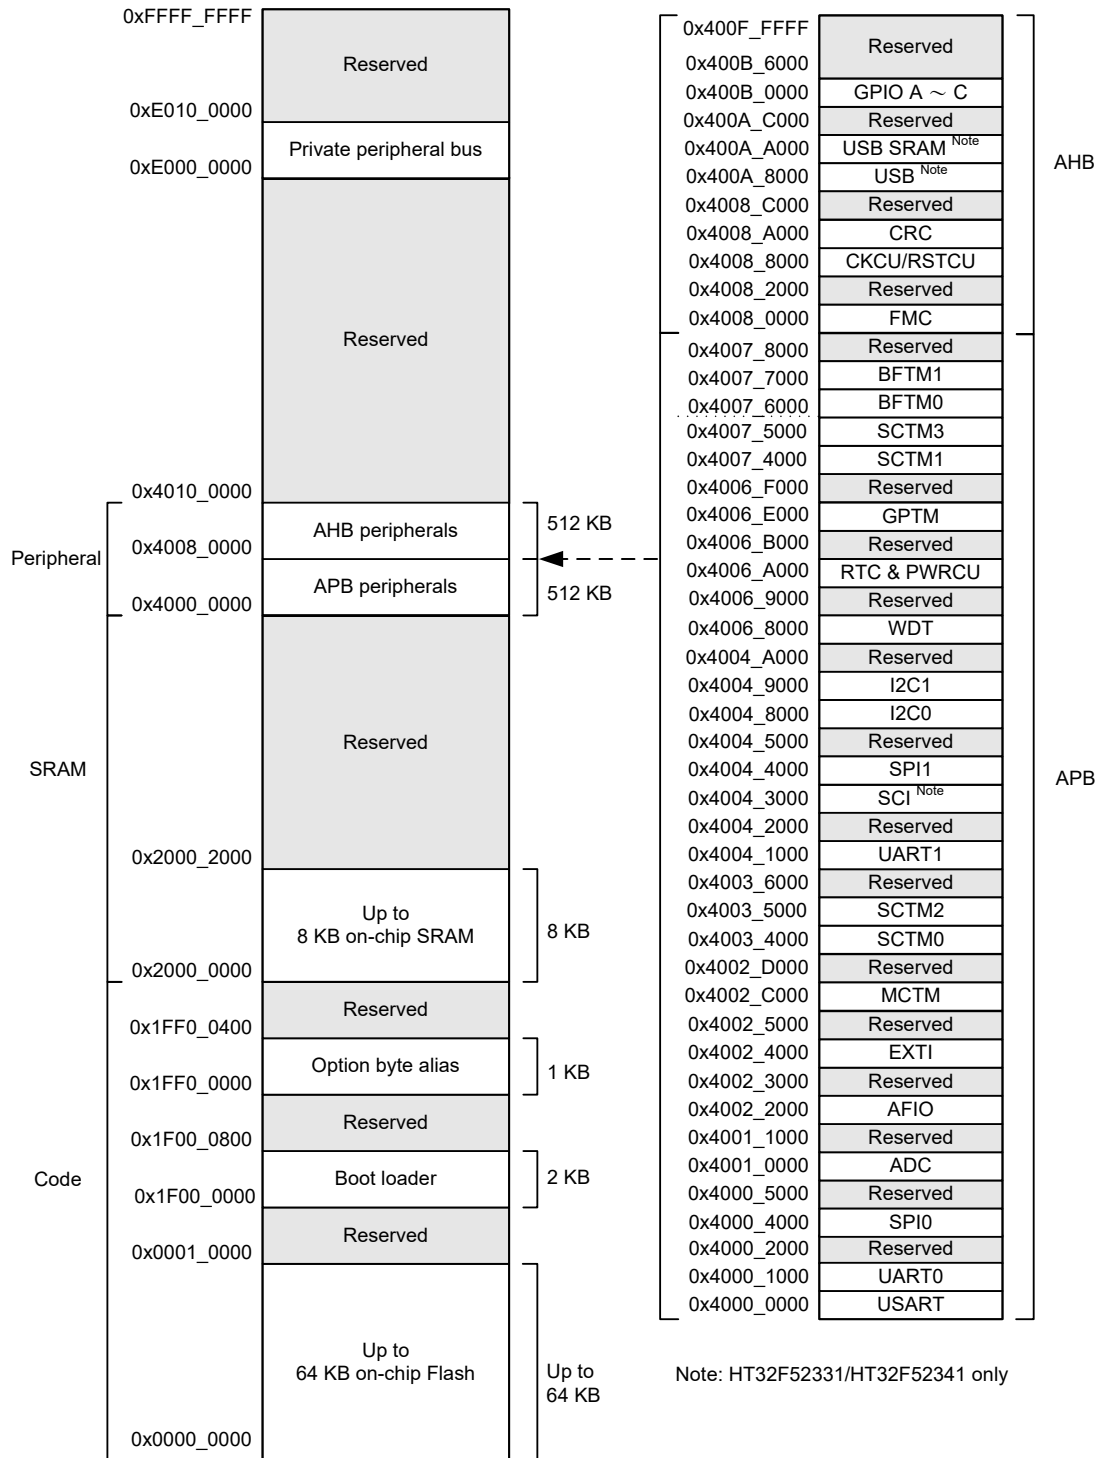 0xFFFF_FFFF
Reserved
0xE010_0000
Private peripheral bus
0xE000_0000
Reserved
0x4010_0000
AHB peripherals
512 KB
Peripheral
0x4008_0000
APB peripherals
512 KB
0x4000_0000
Reserved
SRAM
0x2000_2000
Up to
8 KB on-chip SRAM
8 KB
0x2000_0000
Reserved
0x1FF0_0400
Option byte alias
1 KB
0x1FF0_0000
Reserved
0x1F00_0800
Code
Boot loader
2 KB
0x1F00_0000
Reserved
0x0001_0000
Up to
64 KB on-chip Flash
Up to
64 KB
0x0000_0000
0x400F_FFFF
Reserved
0x400B_6000
0x400B_0000 GPIO A ~ C
0x400A_C000 Reserved
0x400A_A000 USB SRAM Note
AHB
0x400A_8000 USB Note
0x4008_C000 Reserved
0x4008_A000 CRC
0x4008_8000 CKCU/RSTCU
0x4008_2000 Reserved
0x4008_0000 FMC
0x4007_8000 Reserved
0x4007_7000 BFTM1
0x4007_6000 BFTM0
0x4007_5000 SCTM3
0x4007_4000 SCTM1
0x4006_F000 Reserved
0x4006_E000 GPTM
0x4006_B000 Reserved
0x4006_A000 RTC & PWRCU
0x4006_9000 Reserved
0x4006_8000 WDT
0x4004_A000 Reserved
0x4004_9000 I2C1
0x4004_8000 I2C0
0x4004_5000 Reserved
0x4004_4000 SPI1
APB
0x4004_3000 SCI Note
0x4004_2000 Reserved
0x4004_1000 UART1
0x4003_6000 Reserved
0x4003_5000 SCTM2
0x4003_4000 SCTM0
0x4002_D000 Reserved
0x4002_C000 MCTM
0x4002_5000 Reserved
0x4002_4000 EXTI
0x4002_3000 Reserved
0x4002_2000 AFIO
0x4001_1000 Reserved
0x4001_0000 ADC
0x4000_5000 Reserved
0x4000_4000 SPI0
0x4000_2000 Reserved
0x4000_1000 UART0
0x4000_0000 USART
Note: HT32F52331/HT32F52341 only